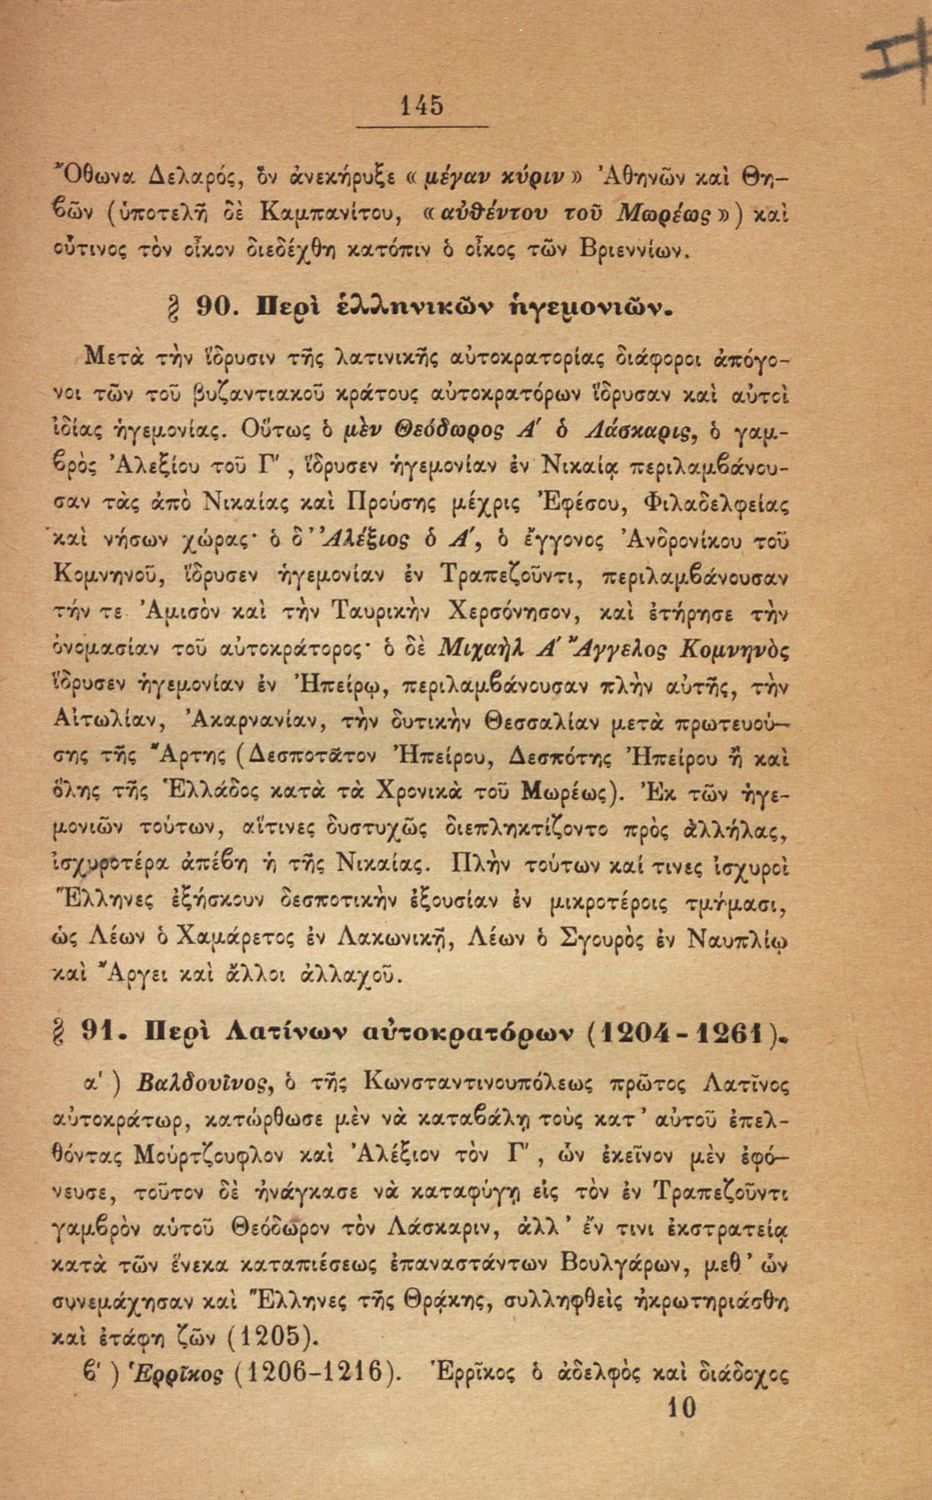 145
Ὄθωνα Δελαρός, ὃν ἀνεκήρυξε «μέγαν κύριν» Ἀθηνῶν καὶ Θη-
βῶν (ὑποτελῆ δὲ Καμπανίτου, «αὐθέντου τοῦ Μωρέως») καὶ
οὗτινος τὸν οἶκον διεδέχθη κατόπιν ὁ οἶκος τῶν Βριεννίων.
§ 90. Περὶ ἑλληνικῶν ἡγεμονιῶν.
Μετὰ τὴν ἵδρυσιν τῆς λατινικῆς αὐτοκρατορίας διάφοροι ἀπόγο-
νοι τῶν τοῦ βυζαντιακοῦ κράτους αὐτοκρατόρων ἵδρυσαν καὶ αὐτοὶ
ἰδίας ἡγεμονίας. Οὕτως ὁ μὲν Θεόδωρος Α΄ ὁ Λάσκαρις, ὁ γαμ-
βρὸς Ἀλεξίου τοῦ Γ΄, ἵδρυσεν ἡγεμονίαν ἐν Νικαίᾳ περιλαμβάνου-
σαν τὰς ἀπὸ Νικαίας καὶ Προύσης μέχρις Ἐφέσου, Φιλαδελφείας
καὶ νήσων χώρας· ὁ δ' Ἀλέξιος ὁ Α΄, ὁ ἔγγονος Ἀνδρονίκου τοῦ
Κομνηνοῦ, ἵδρυσεν ἡγεμονίαν ἐν Τραπεζοῦντι, περιλαμβάνουσαν
τήν τε Ἀμισὸν καὶ τὴν Ταυρικὴν Χερσόνησον, καὶ ἐτήρησε τὴν
ὀνομασίαν τοῦ αὐτοκράτορος· ὁ δὲ Μιχαὴλ Α΄ Ἄγγελος Κομνηνὸς
ἵδρυσεν ἡγεμονίαν ἐν Ἠπείρῳ, περιλαμβάνουσαν πλὴν αὐτῆς, τὴν
Αἰτωλίαν, Ἀκαρνανίαν, τὴν δυτικὴν Θεσσαλίαν μετὰ πρωτευού-
σης τῆς Ἄρτης (Δεσποτᾶτον Ἠπείρου, Δεσπότης Ἠπείρου ἢ καὶ
ὅλης τῆς Ἑλλάδος κατὰ τὰ Χρονικὰ τοῦ Μωρέως). Ἐκ τῶν ἡγε-
μονιῶν τούτων, αἵτινες δυστυχῶς διεπληκτίζοντο πρὸς ἀλλήλας,
ἰσχυροτέρα ἀπέβη ἡ τῆς Νικαίας. Πλὴν τούτων καί τινες ἰσχυροὶ
Ἕλληνες ἐξήσκουν δεσποτικὴν ἐξουσίαν ἐν μικροτέροις τμήμασι,
ὡς Λέων ὁ Χαμάρετος ἐν Λακωνικῇ, Λέων ὁ Σγουρὸς ἐν Ναυπλίῳ
καὶ Ἄργει καὶ ἄλλοι ἀλλαχοῦ.
§ 91. Περὶ Λατίνων αὐτοκρατόρων (1204-1261).
α΄) Βαλδουῖνος, ὁ τῆς Κωνσταντινουπόλεως πρῶτος Λατῖνος
αὐτοκράτωρ, κατώρθωσε μὲν νὰ καταβάλῃ τοὺς κατ' αὐτοῦ ἐπελ-
θόντας Μούρτζουφλον καὶ Ἀλέξιον τὸν Γ΄, ὧν ἐκεῖνον μὲν ἐφό-
νευσε, τοῦτον δὲ ἠνάγκασε νὰ καταφύγῃ εἰς τὸν ἐν Τραπεζοῦντι
γαμβρὸν αὑτοῦ Θεόδωρον τὸν Λάσκαριν, ἀλλ' ἔν τινι ἐκστρατείᾳ
κατὰ τῶν ἕνεκα καταπιέσεως ἐπαναστάντων Βουλγάρων, μεθ' ὧν
συνεμάχησαν καὶ Ἕλληνες τῆς Θρᾴκης, συλληφθεὶς ἠκρωτηριάσθη
καὶ ἐτάφη ζῶν (1205).
β΄) Ἐρρῖκος (1206-1216). Ἐρρῖκος ὁ ἀδελφὸς καὶ διάδοχος
10